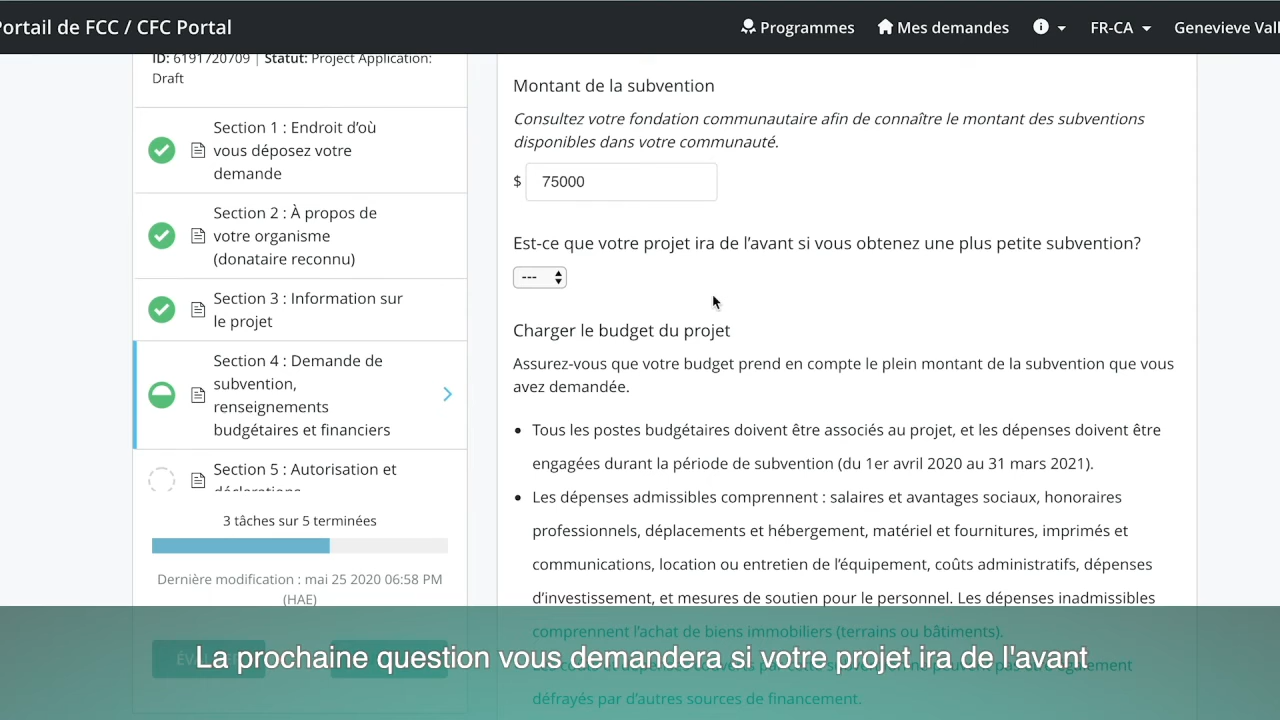 Portail de FCC / CFC Portal
Programmes
Mes demandes
FR-CA
Genevieve Vall
ID: 6191720709 | Statut: Project Application:
Draft
Section 1 : Endroit d'où
vous déposez votre
demande
Section 2 : À propos de
votre organisme
(donataire reconnu)
Section 3 : Information sur
le projet
Section 4 : Demande de
subvention,
renseignements
budgétaires et financiers
Section 5 : Autorisation et
déclarations
3 tâches sur 5 terminées
Dernière modification : mai 25 2020 06:58 PM
(HAE)
Montant de la subvention
Consultez votre fondation communautaire afin de connaître le montant des subventions
disponibles dans votre communauté.
$ 75000
Est-ce que votre projet ira de l'avant si vous obtenez une plus petite subvention?
---
Charger le budget du projet
Assurez-vous que votre budget prend en compte le plein montant de la subvention que vous
avez demandée.
• Tous les postes budgétaires doivent être associés au projet, et les dépenses doivent être
engagées durant la période de subvention (du 1er avril 2020 au 31 mars 2021).
• Les dépenses admissibles comprennent : salaires et avantages sociaux, honoraires
professionnels, déplacements et hébergement, matériel et fournitures, imprimés et
communications, location ou entretien de l'équipement, coûts administratifs, dépenses
d'investissement, et mesures de soutien pour le personnel. Les dépenses inadmissibles
comprennent l'achat de biens immobiliers (terrains ou bâtiments).
également
défrayés par d'autres sources de financement.
La prochaine question vous demandera si votre projet ira de l'avant